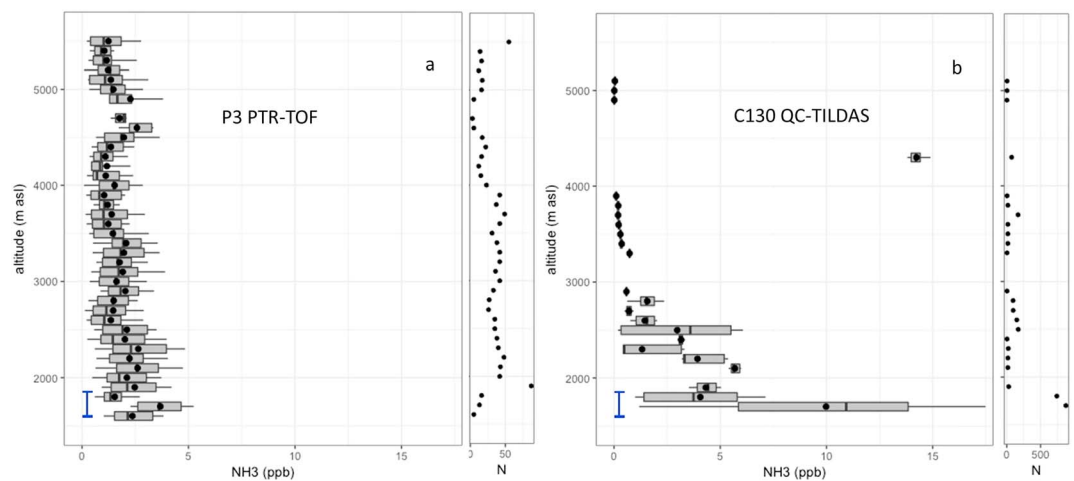 a
P3 PTR-TOF
altitude (m asl)
5000
4000
3000
2000
0 5 10 15
NH3 (ppb)
0 50
N
b
C130 QC-TILDAS
altitude (m asl)
5000
4000
3000
2000
0 5 10 15
NH3 (ppb)
0 500
N